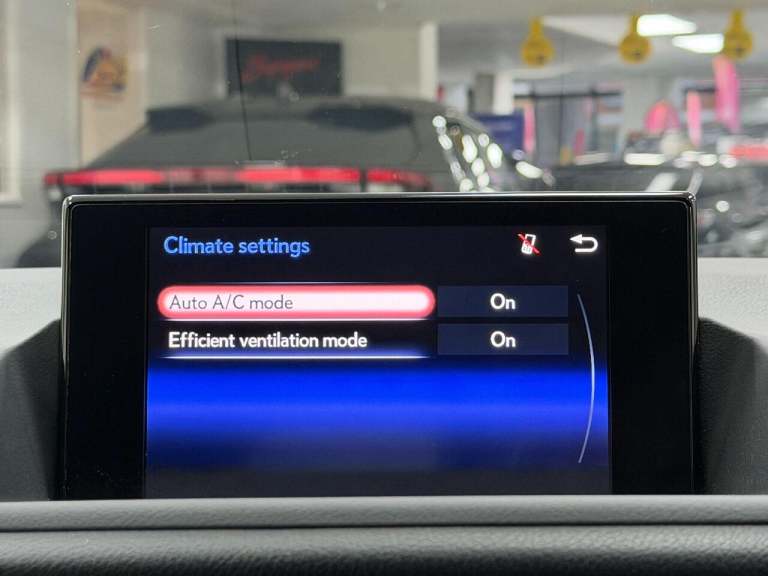 Climate settings
Auto A/C mode
On
Efficient ventilation mode
On